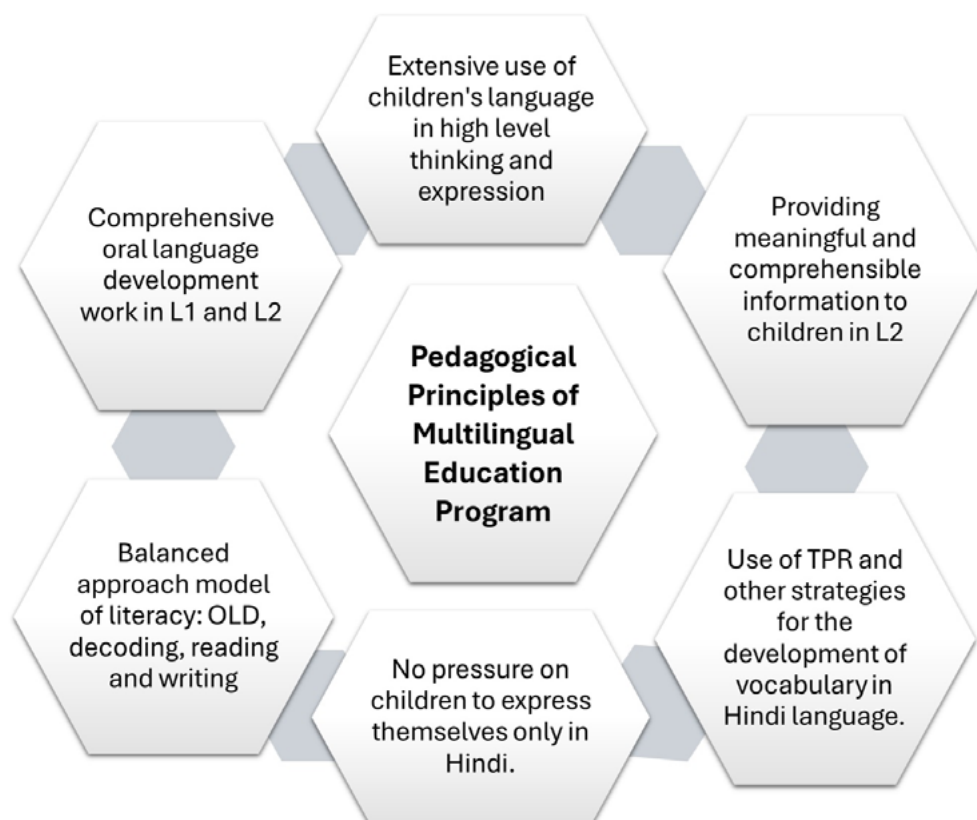 Extensive use of
children's language
in high level
thinking and
expression
Providing
meaningful and
comprehensible
information to
children in L2
Use of TPR and
other strategies
for the
development of
vocabulary in
Hindi language.
No pressure on
children to express
themselves only in
Hindi.
Balanced
approach model
of literacy: OLD,
decoding, reading
and writing
Comprehensive
oral language
development
work in L1 and L2
Pedagogical
Principles of
Multilingual
Education
Program